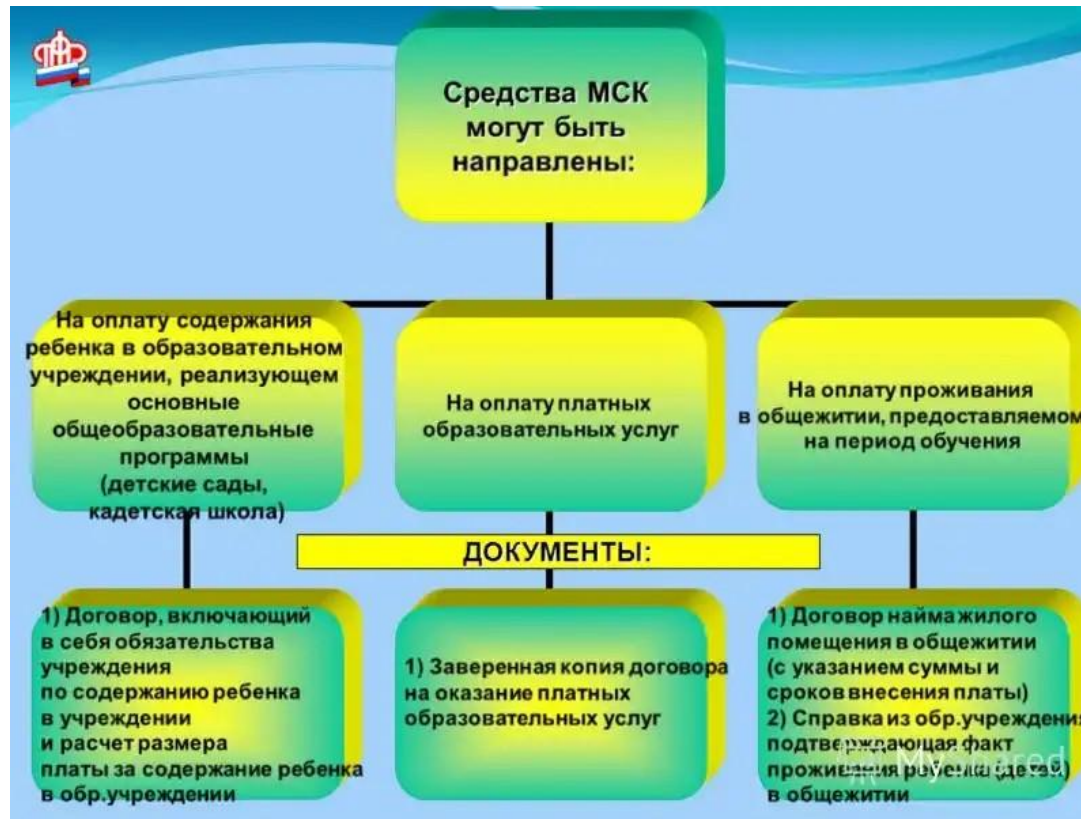 Средства МСК
могут быть
направлены:
На оплату содержания
ребенка в образовательном
учреждении, реализующем
основные
общеобразовательные
программы
(детские сады,
кадетская школа)
На оплату платных
образовательных услуг
На оплату проживания
в общежитии, предоставляемом
на период обучения
ДОКУМЕНТЫ:
1) Договор, включающий
в себя обязательства
учреждения
по содержанию ребенка
в учреждении
и расчет размера
платы за содержание ребенка
в обр.учреждении
1) Заверенная копия договора
на оказание платных
образовательных услуг
1) Договор найма жилого
помещения в общежитии
(с указанием суммы и
сроков внесения платы)
2) Справка из обр.учреждения
подтверждающая факт
проживания ребенка (детей)
в общежитии
MyShared